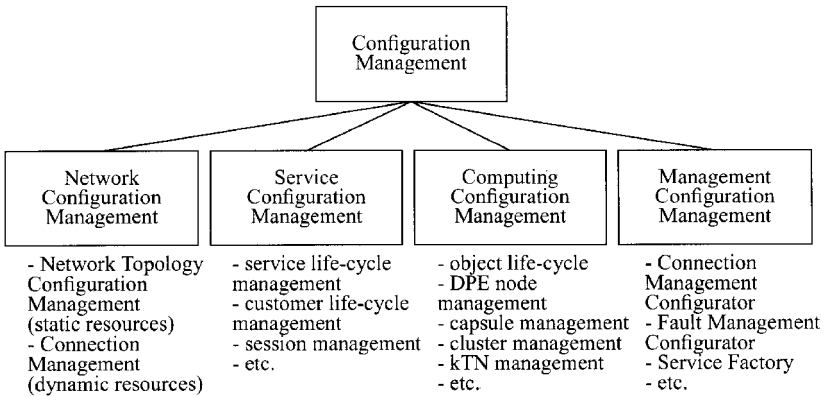 Configuration
Management
Network
Configuration
Management
Service
Configuration
Management
Computing
Configuration
Management
Management
Configuration
Management
- Network Topology
Configuration
Management
(static resources)
- Connection
Management
(dynamic resources)
- service life-cycle
management
- customer life-cycle
management
- session management
- etc.
- object life-cycle
- DPE node
management
- capsule management
- cluster management
- kTN management
- etc.
- Connection
Management
Configurator
- Fault Management
Configurator
- Service Factory
- etc.